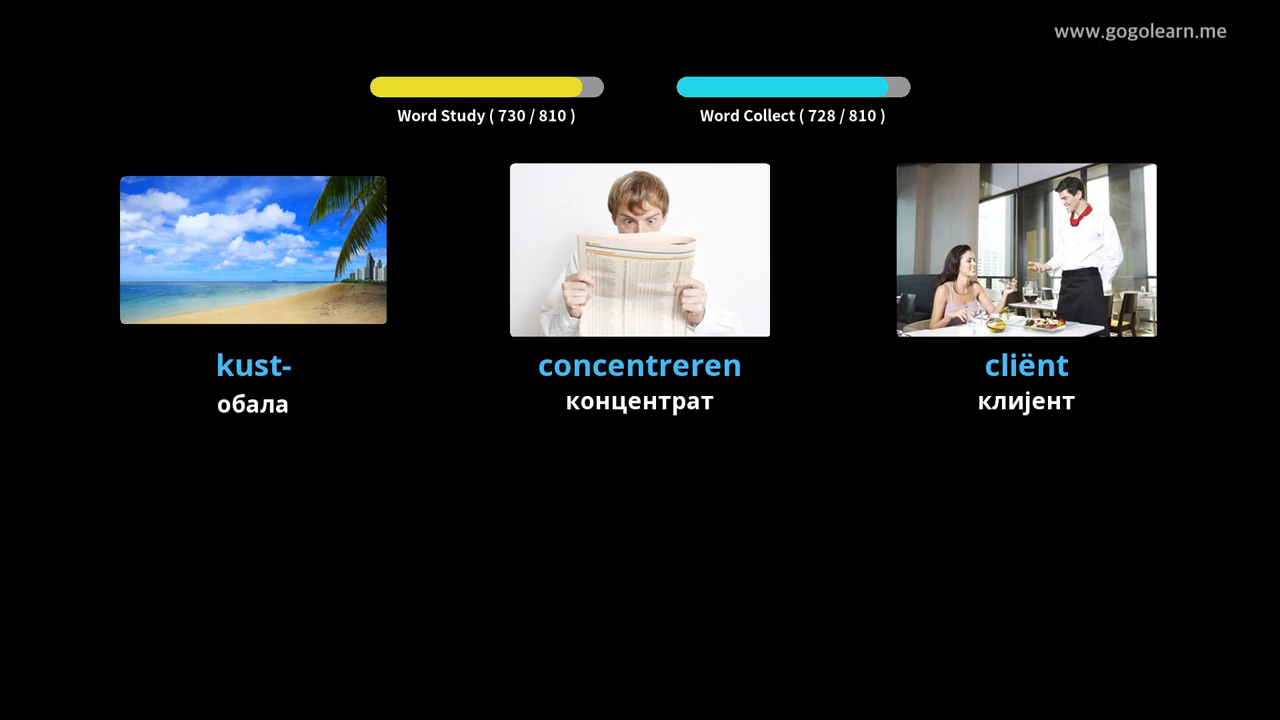 www.gogolearn.me
Word Study ( 730 / 810 )
Word Collect ( 728 / 810 )
kust-
обала
concentreren
концентрат
cliënt
клијент